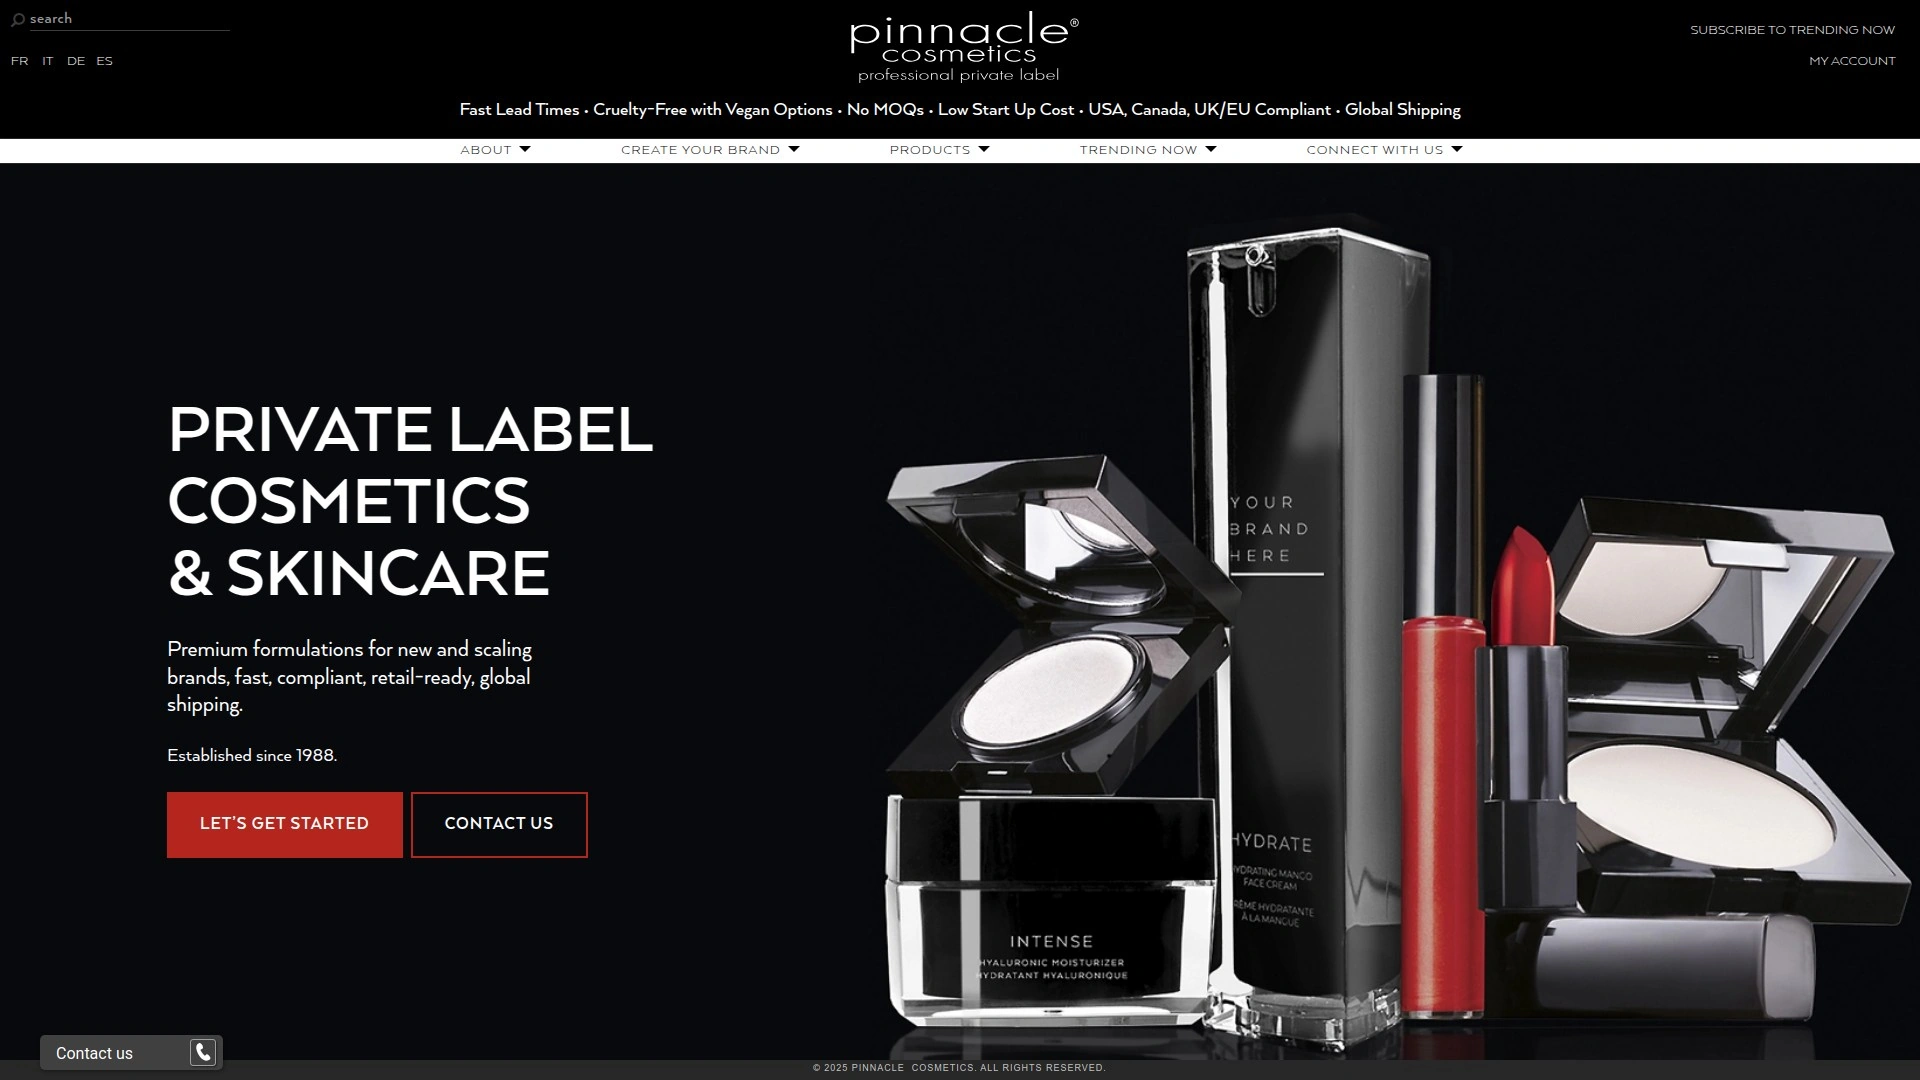 search
FR IT DE ES
pinnacle®
cosmetics
professional private label
SUBSCRIBE TO TRENDING NOW
MY ACCOUNT
Fast Lead Times • Cruelty-Free with Vegan Options • No MOQs • Low Start Up Cost • USA, Canada, UK/EU Compliant • Global Shipping
ABOUT CREATE YOUR BRAND PRODUCTS TRENDING NOW CONNECT WITH US
PRIVATE LABEL
COSMETICS
& SKINCARE
Premium formulations for new and scaling
brands, fast, compliant, retail-ready, global
shipping.
Established since 1988.
LET'S GET STARTED
CONTACT US
YOUR
BRAND
HERE
HYDRATE
HYDRATING MANGO
FACE CREAM
CRÈME HYDRATANTE
À LA MANGUE
INTENSE
HYALURONIC MOISTURIZER
HYDRATANT HYALURONIQUE
Contact us
© 2025 PINNACLE COSMETICS. ALL RIGHTS RESERVED.